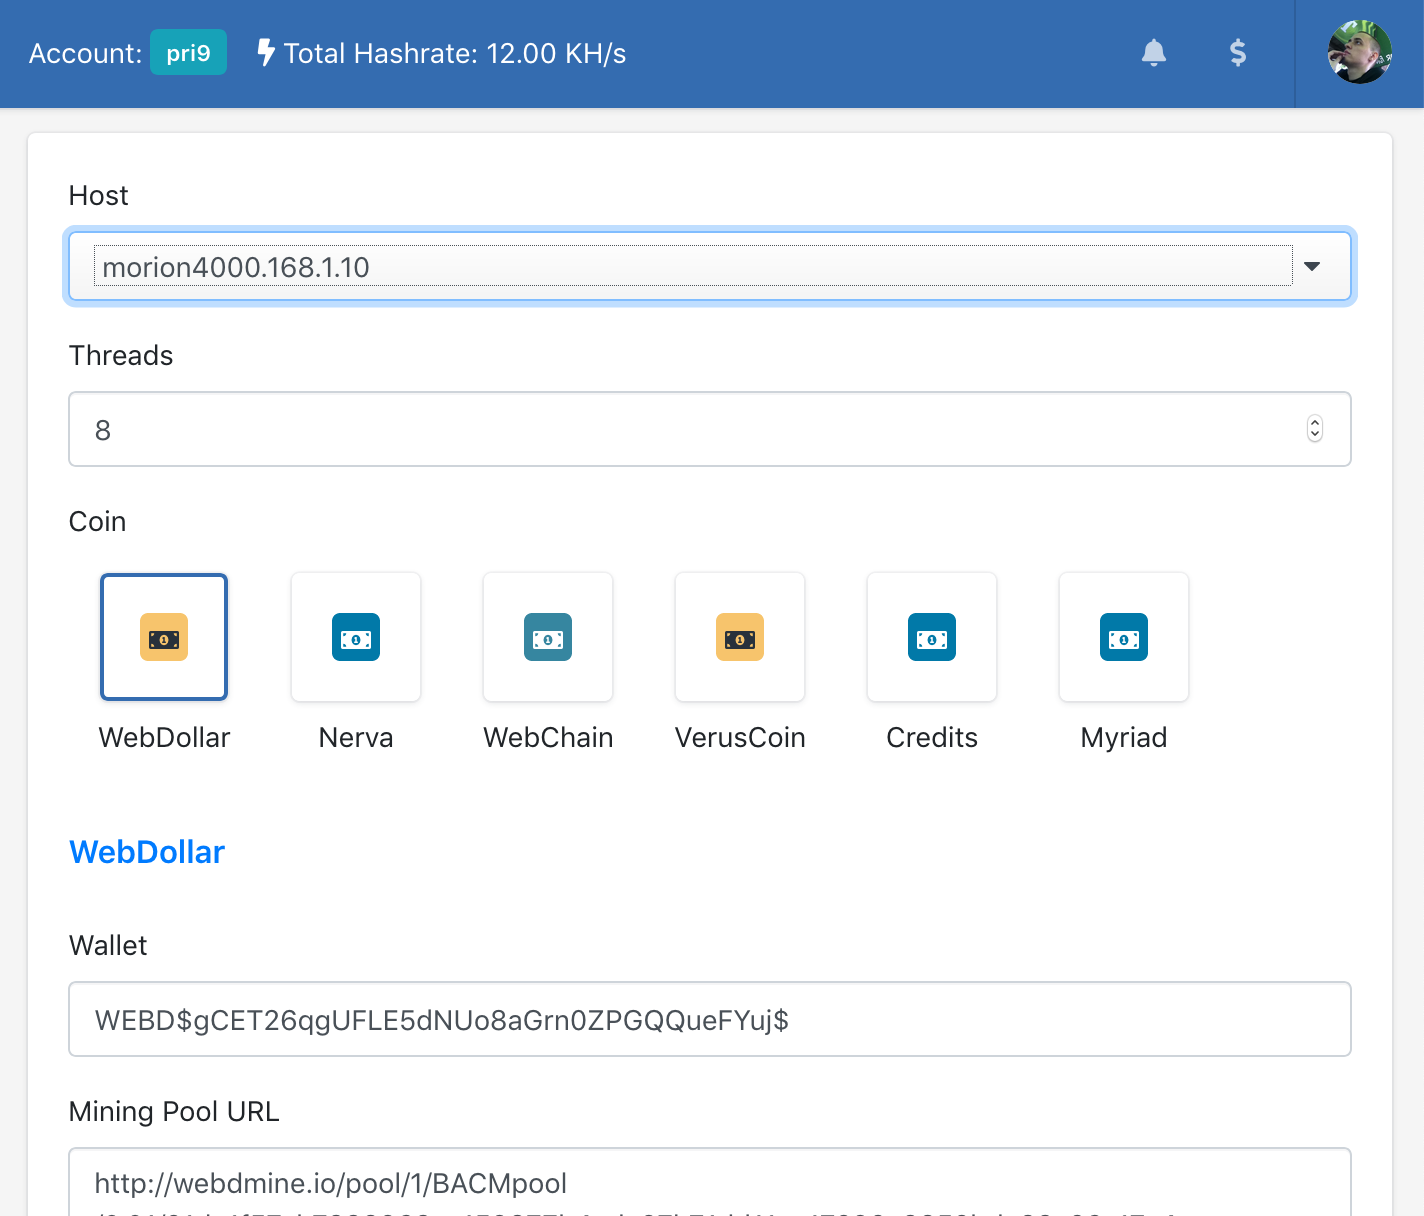 Account: pri9 Total Hashrate: 12.00 KH/s
Host
morion4000.168.1.10
Threads
8
Coin
WebDollar Nerva WebChain VerusCoin Credits Myriad
WebDollar
Wallet
WEBD$gCET26qgUFLE5dNUo8aGrn0ZPGQQueFYuj$
Mining Pool URL
http://webdmine.io/pool/1/BACMpool